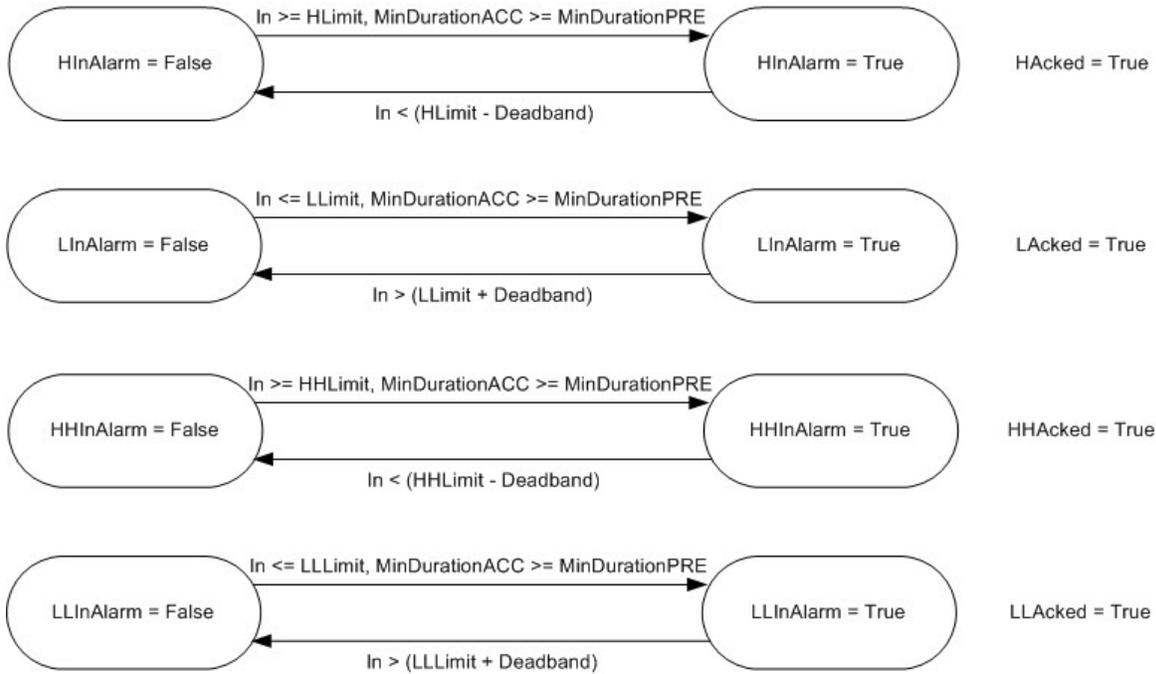 In >= HLimit, MinDurationACC >= MinDurationPRE
HInAlarm = False
HInAlarm = True
HAcked = True
In < (HLimit - Deadband)
In <= LLimit, MinDurationACC >= MinDurationPRE
LInAlarm = False
LInAlarm = True
LAcked = True
In > (LLimit + Deadband)
In >= HHLimit, MinDurationACC >= MinDurationPRE
HHInAlarm = False
HHInAlarm = True
HHAcked = True
In < (HHLimit - Deadband)
In <= LLLimit, MinDurationACC >= MinDurationPRE
LLInAlarm = False
LLInAlarm = True
LLAcked = True
In > (LLLimit + Deadband)